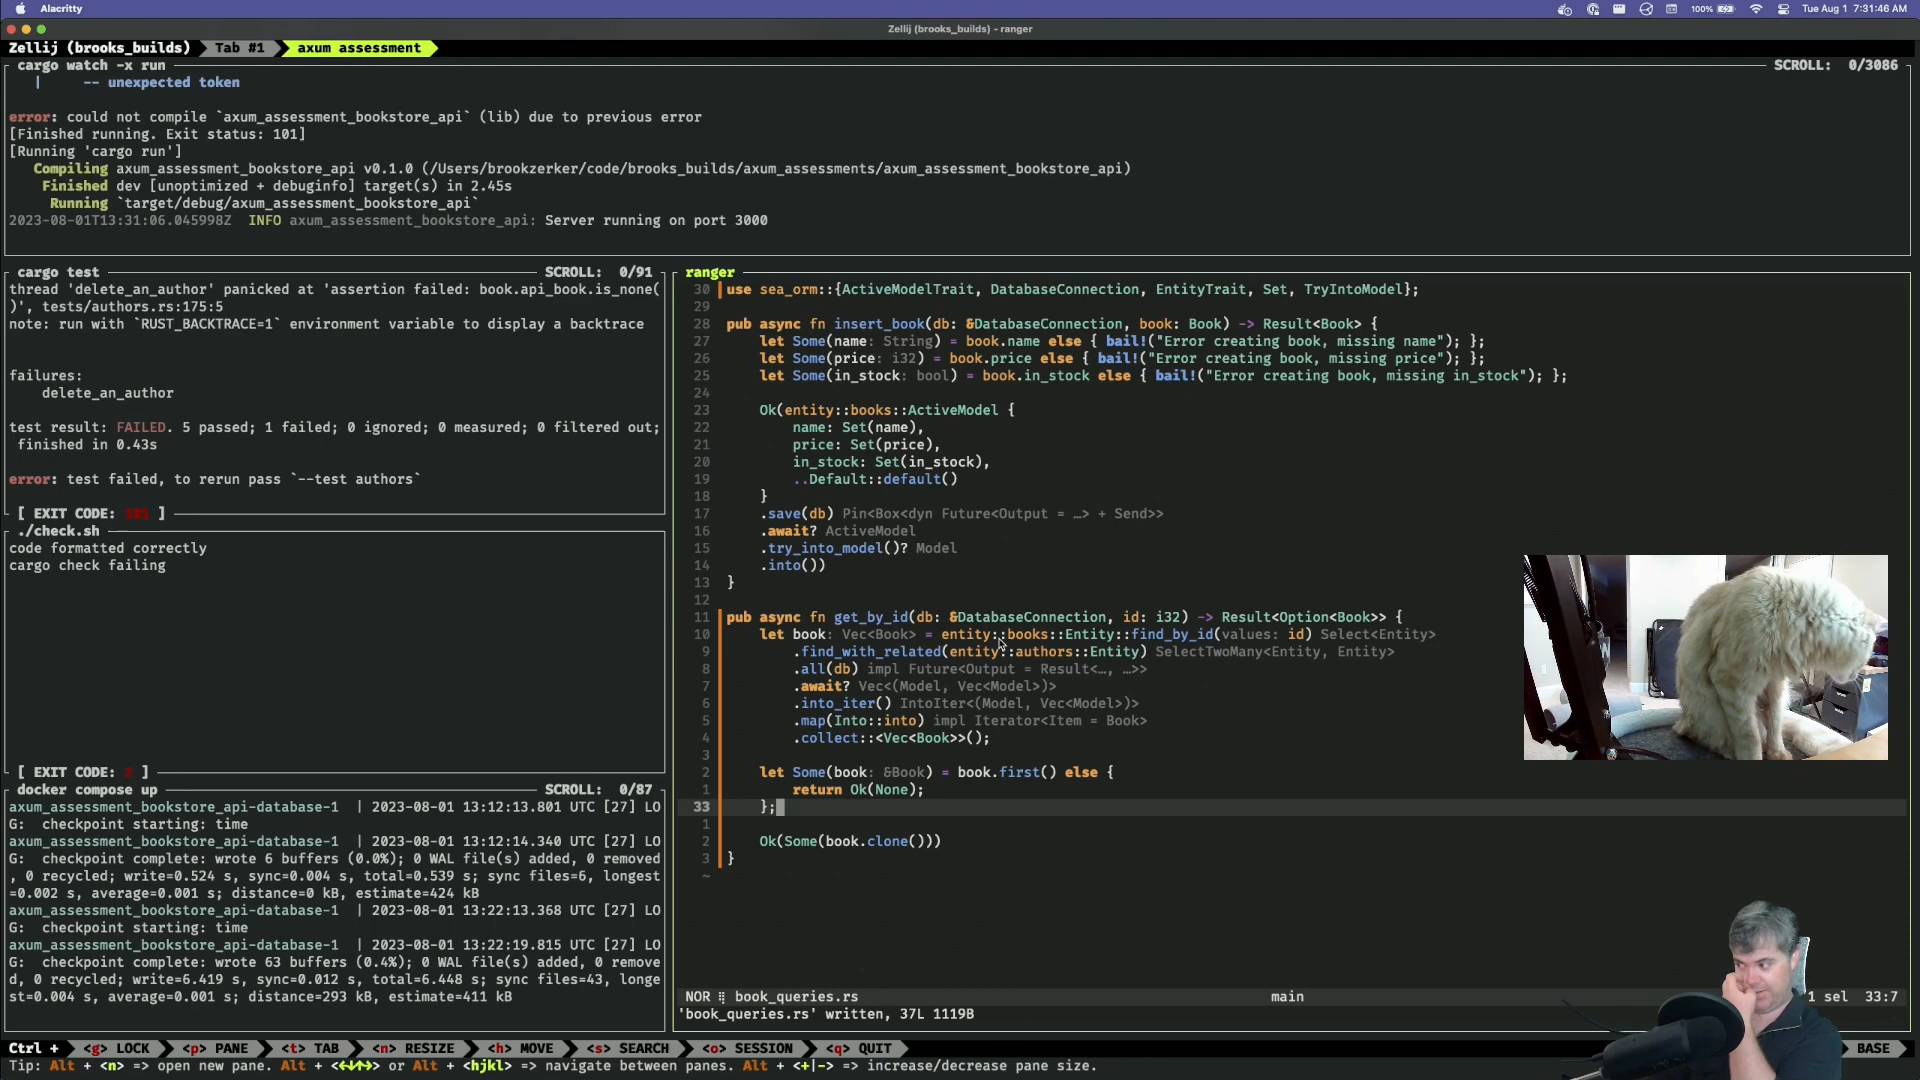 Alacritty
100%
Tue Aug 1 7:31:46 AM
Zellij (brooks_builds) - ranger
Zellij (brooks_builds) Tab #1 axum assessment
cargo watch -x run SCROLL: 0/3086
| -- unexpected token
error: could not compile `axum_assessment_bookstore_api` (lib) due to previous error
[Finished running. Exit status: 101]
[Running 'cargo run']
Compiling axum_assessment_bookstore_api v0.1.0 (/Users/brookzerker/code/brooks_builds/axum_assessments/axum_assessment_bookstore_api)
Finished dev [unoptimized + debuginfo] target(s) in 2.45s
Running `target/debug/axum_assessment_bookstore_api`
2023-08-01T13:31:06.045998Z INFO axum_assessment_bookstore_api: Server running on port 3000
cargo test SCROLL: 0/91
thread 'delete_an_author' panicked at 'assertion failed: book.api_book.is_none(
)', tests/authors.rs:175:5
note: run with `RUST_BACKTRACE=1` environment variable to display a backtrace
failures:
delete_an_author
test result: FAILED. 5 passed; 1 failed; 0 ignored; 0 measured; 0 filtered out;
finished in 0.43s
error: test failed, to rerun pass `--test authors`
[ EXIT CODE: 101 ]
./check.sh
code formatted correctly
cargo check failing
[ EXIT CODE: ]
docker compose up SCROLL: 0/87
axum_assessment_bookstore_api-database-1 | 2023-08-01 13:12:13.801 UTC [27] LO
G: checkpoint starting: time
axum_assessment_bookstore_api-database-1 | 2023-08-01 13:12:14.340 UTC [27] LO
G: checkpoint complete: wrote 6 buffers (0.0%); 0 WAL file(s) added, 0 removed
, 0 recycled; write=0.524 s, sync=0.004 s, total=0.539 s; sync files=6, longest
=0.002 s, average=0.001 s; distance=0 kB, estimate=424 kB
axum_assessment_bookstore_api-database-1 | 2023-08-01 13:22:13.368 UTC [27] LO
G: checkpoint starting: time
axum_assessment_bookstore_api-database-1 | 2023-08-01 13:22:19.815 UTC [27] LO
G: checkpoint complete: wrote 63 buffers (0.4%); 0 WAL file(s) added, 0 remove
d, 0 recycled; write=6.419 s, sync=0.012 s, total=6.448 s; sync files=43, longe
st=0.004 s, average=0.001 s; distance=293 kB, estimate=411 kB
ranger
30 use sea_orm::{ActiveModelTrait, DatabaseConnection, EntityTrait, Set, TryIntoModel};
29
28 pub async fn insert_book(db: &DatabaseConnection, book: Book) -> Result<Book> {
27 let Some(name: String) = book.name else { bail!("Error creating book, missing name"); };
26 let Some(price: i32) = book.price else { bail!("Error creating book, missing price"); };
25 let Some(in_stock: bool) = book.in_stock else { bail!("Error creating book, missing in_stock"); };
24
23 Ok(entity::books::ActiveModel {
22 name: Set(name),
21 price: Set(price),
20 in_stock: Set(in_stock),
19 ..Default::default()
18 }
17 .save(db) Pin<Box<dyn Future<Output = …> + Send>>
16 .await? ActiveModel
15 .try_into_model()? Model
14 .into())
13 }
12
11 pub async fn get_by_id(db: &DatabaseConnection, id: i32) -> Result<Option<Book>> {
10 let book: Vec<Book> = entity::books::Entity::find_by_id(values: id) Select<Entity>
9 .find_with_related(entity::authors::Entity) SelectTwoMany<Entity, Entity>
8 .all(db) impl Future<Output = Result<…, …>>
7 .await? Vec<(Model, Vec<Model>)>
6 .into_iter() IntoIter<(Model, Vec<Model>)>
5 .map(Into::into) impl Iterator<Item = Book>
4 .collect::<Vec<Book>>();
3
2 let Some(book: &Book) = book.first() else {
1 return Ok(None);
33 };
1
2 Ok(Some(book.clone()))
3 }
~
NOR book_queries.rs main 1 sel 33:7
'book_queries.rs' written, 37L 1119B
Ctrl + <g> LOCK <p> PANE <t> TAB <n> RESIZE <h> MOVE <s> SEARCH <o> SESSION <q> QUIT BASE
Tip: Alt + <n> => open new pane. Alt + <←↓↑→> or Alt + <hjkl> => navigate between panes. Alt + <+|-> => increase/decrease pane size.